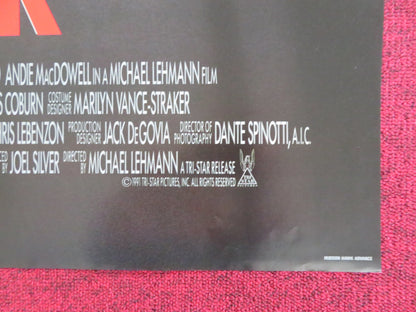 ANDIE MACDOWELL IN A MICHAEL LEHMANN FILM
COBURN COSTUME DESIGNER MARILYN VANCE-STRAKER
LEBENZON PRODUCTION DESIGNER JACK DEGOVIA DIRECTOR OF PHOTOGRAPHY DANTE SPINOTTI, A.I.C.
BY JOEL SILVER DIRECTED BY MICHAEL LEHMANN A TRI-STAR RELEASE
© 1991 TRI-STAR PICTURES, INC. ALL RIGHTS RESERVED
HUDSON HAWK ADVANCE